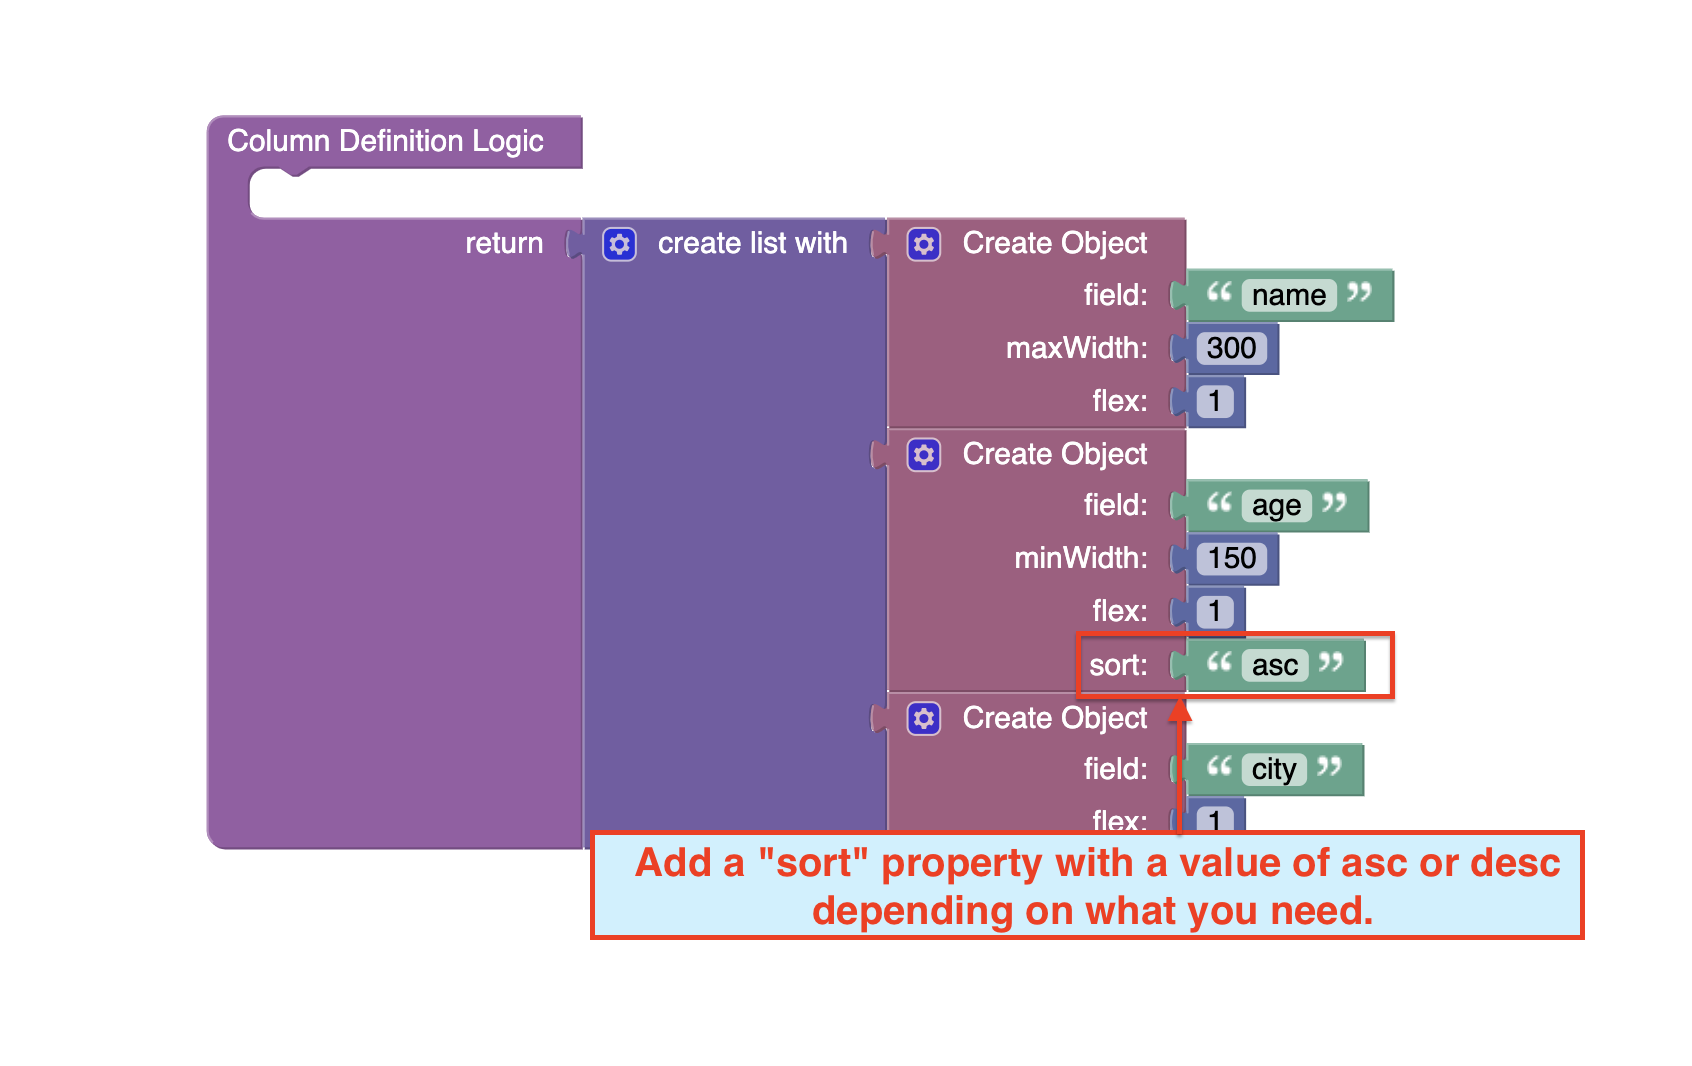 Column Definition Logic
return create list with Create Object
field: “ name ”
maxWidth: 300
flex: 1
Create Object
field: “ age ”
minWidth: 150
flex: 1
sort: “ asc ”
Create Object
field: “ city ”
flex: 1
Add a "sort" property with a value of asc or desc
depending on what you need.